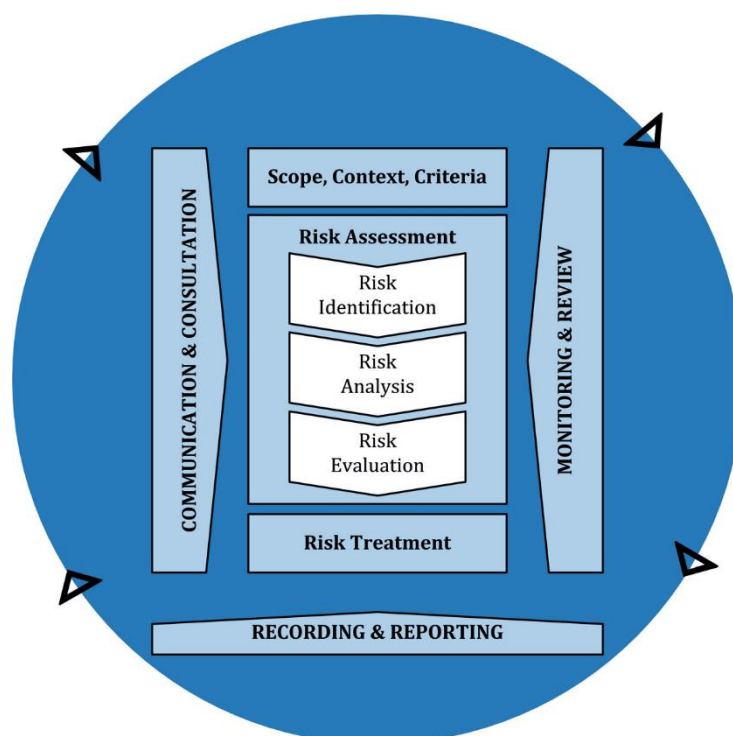 Scope, Context, Criteria
Risk Assessment
Risk
Identification
Risk
Analysis
Risk
Evaluation
Risk Treatment
COMMUNICATION & CONSULTATION
MONITORING & REVIEW
RECORDING & REPORTING